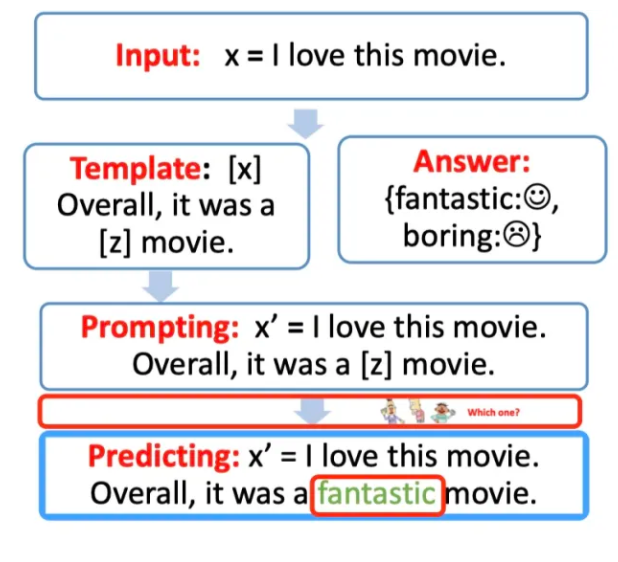 Input: x = I love this movie.
Template: [x]
Overall, it was a
[z] movie.
Answer:
{fantastic:☺,
boring:☹}
Prompting: x′ = I love this movie.
Overall, it was a [z] movie.
Which one?
Predicting: x′ = I love this movie.
Overall, it was a fantastic movie.